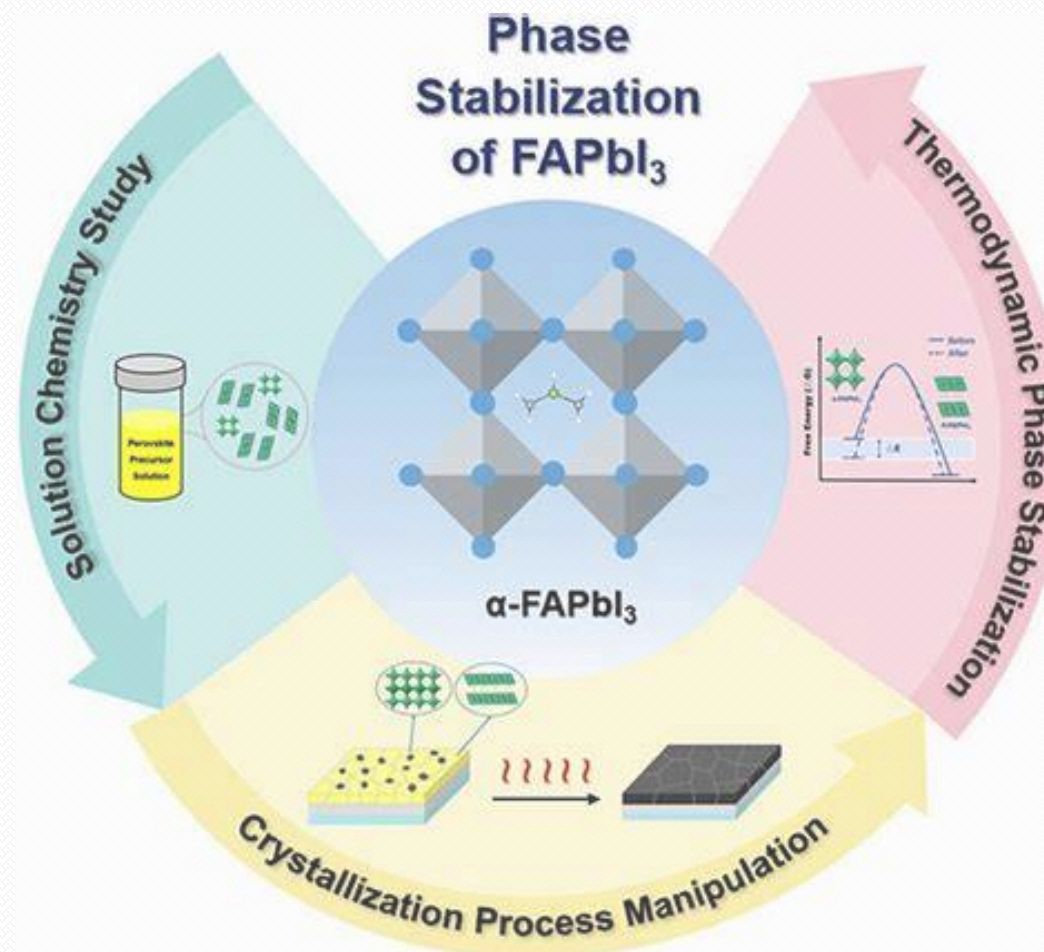 Phase
Stabilization
of FAPbI₃
Solution Chemistry Study
Thermodynamic Phase Stabilization
Perovskite
Precursor
Solution
Free Energy (
Before
After
α-FAPbI₃
Crystallization Process Manipulation